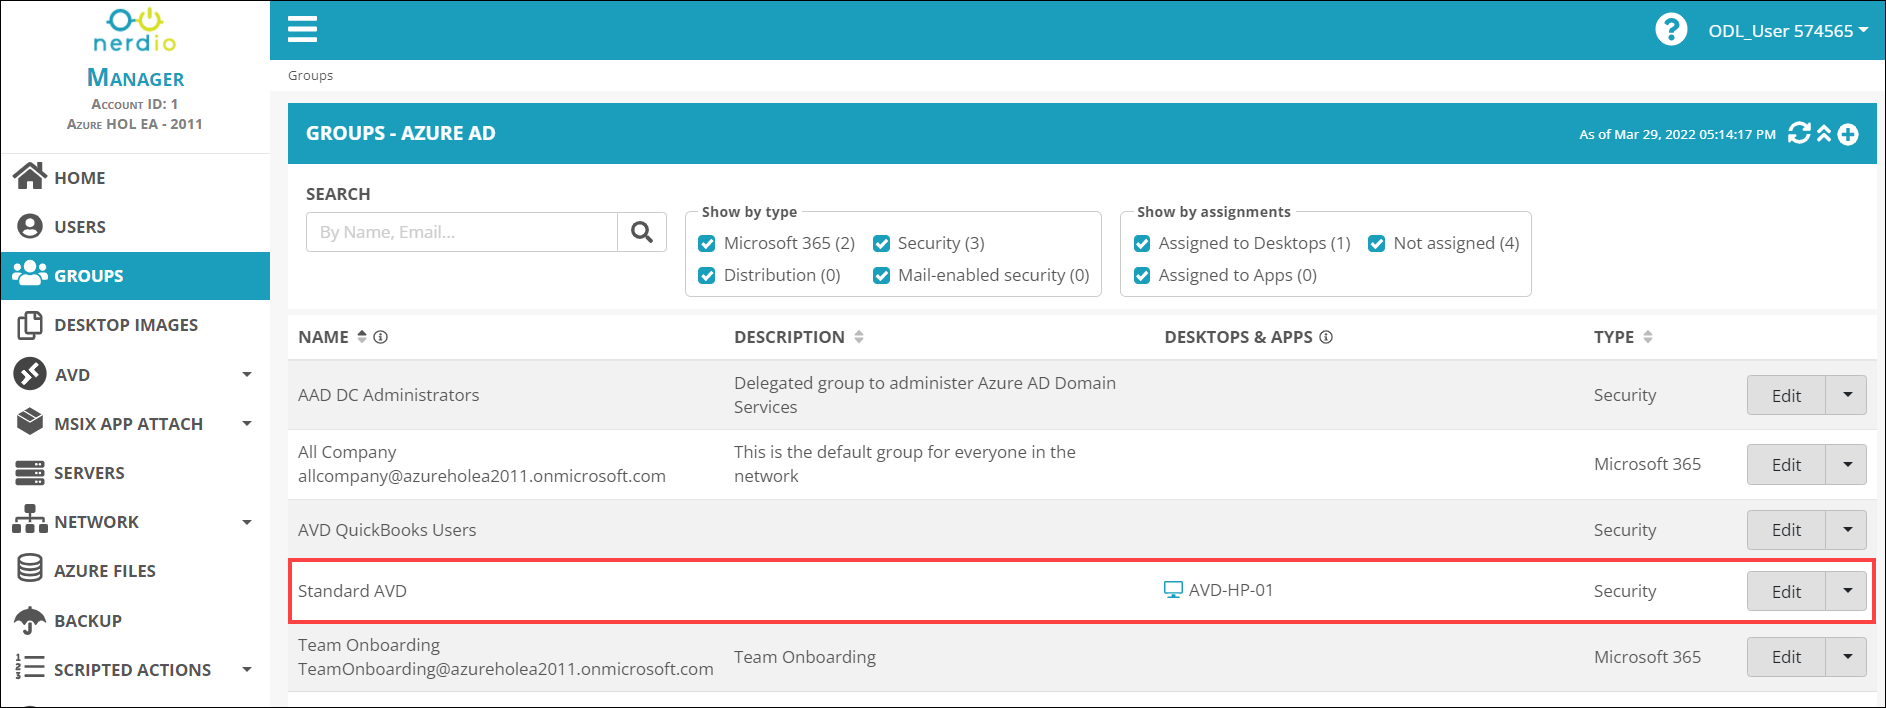 nerdio
MANAGER
ACCOUNT ID: 1
AZURE HOL EA - 2011
HOME
USERS
GROUPS
DESKTOP IMAGES
AVD
MSIX APP ATTACH
SERVERS
NETWORK
AZURE FILES
BACKUP
SCRIPTED ACTIONS
ODL_User 574565
Groups
GROUPS - AZURE AD
As of Mar 29, 2022 05:14:17 PM
SEARCH
By Name, Email...
Show by type
Microsoft 365 (2) Security (3)
Distribution (0) Mail-enabled security (0)
Show by assignments
Assigned to Desktops (1) Not assigned (4)
Assigned to Apps (0)
NAME DESCRIPTION DESKTOPS & APPS TYPE
AAD DC Administrators Delegated group to administer Azure AD Domain Security Edit
Services
All Company This is the default group for everyone in the Microsoft 365 Edit
allcompany@azureholea2011.onmicrosoft.com network
AVD QuickBooks Users Security Edit
Standard AVD AVD-HP-01 Security Edit
Team Onboarding Team Onboarding Microsoft 365 Edit
TeamOnboarding@azureholea2011.onmicrosoft.com